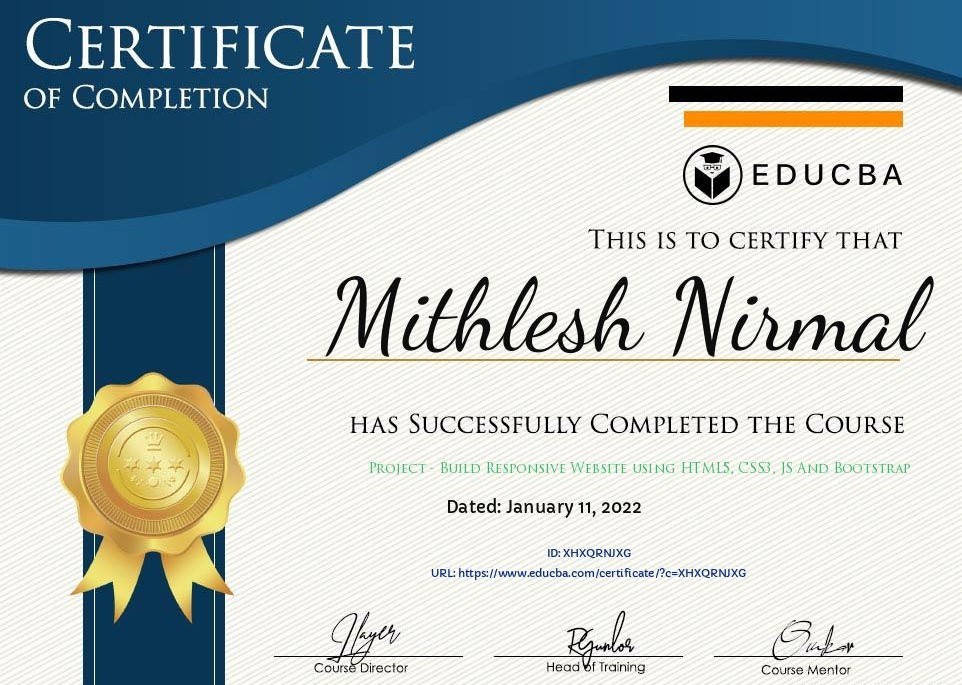 CERTIFICATE
OF COMPLETION
EDUCBA
THIS IS TO CERTIFY THAT
Mithlesh Nirmal
HAS SUCCESSFULLY COMPLETED THE COURSE
PROJECT - BUILD RESPONSIVE WEBSITE USING HTML5, CSS3, JS AND BOOTSTRAP
Dated: January 11, 2022
ID: XHXQRNJXG
URL: https://www.educba.com/certificate/?c=XHXQRNJXG
Course Director
Head of Training
Course Mentor